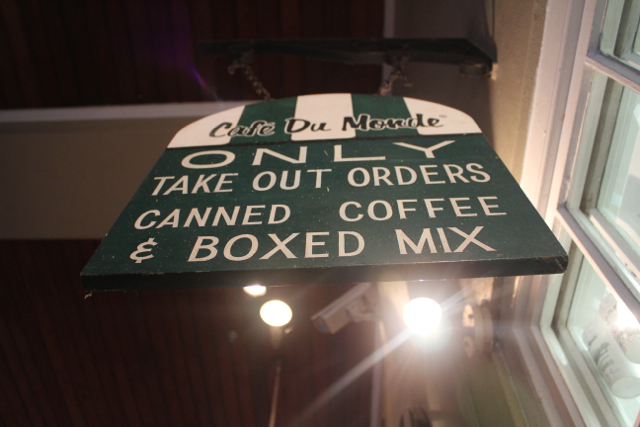 Café Du Monde
ONLY
TAKE OUT ORDERS
CANNED COFFEE
& BOXED MIX